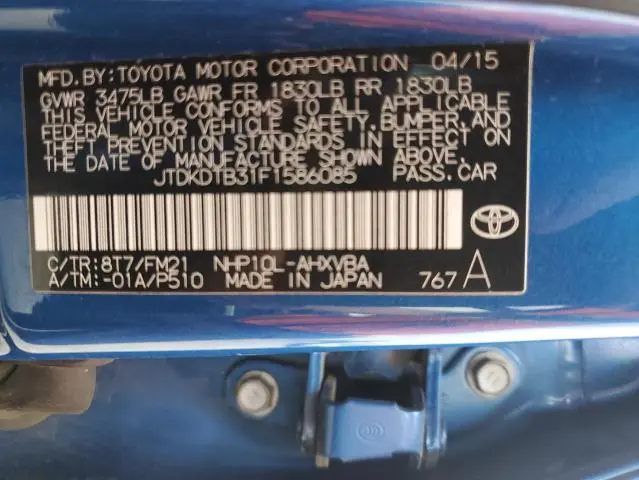 MFD. BY: TOYOTA MOTOR CORPORATION 04/15
GVWR 3475LB GAWR FR 1830LB RR 1830LB
THIS VEHICLE CONFORMS TO ALL APPLICABLE
FEDERAL MOTOR VEHICLE SAFETY, BUMPER, AND
THEFT PREVENTION STANDARDS IN EFFECT ON
THE DATE OF MANUFACTURE SHOWN ABOVE.
JTDKDTB31F1586085 PASS. CAR
TOYOTA
C/TR: 8T7/FM21 NHP10L-AHXVBA
A/TM: -01A/P510 MADE IN JAPAN 767 A